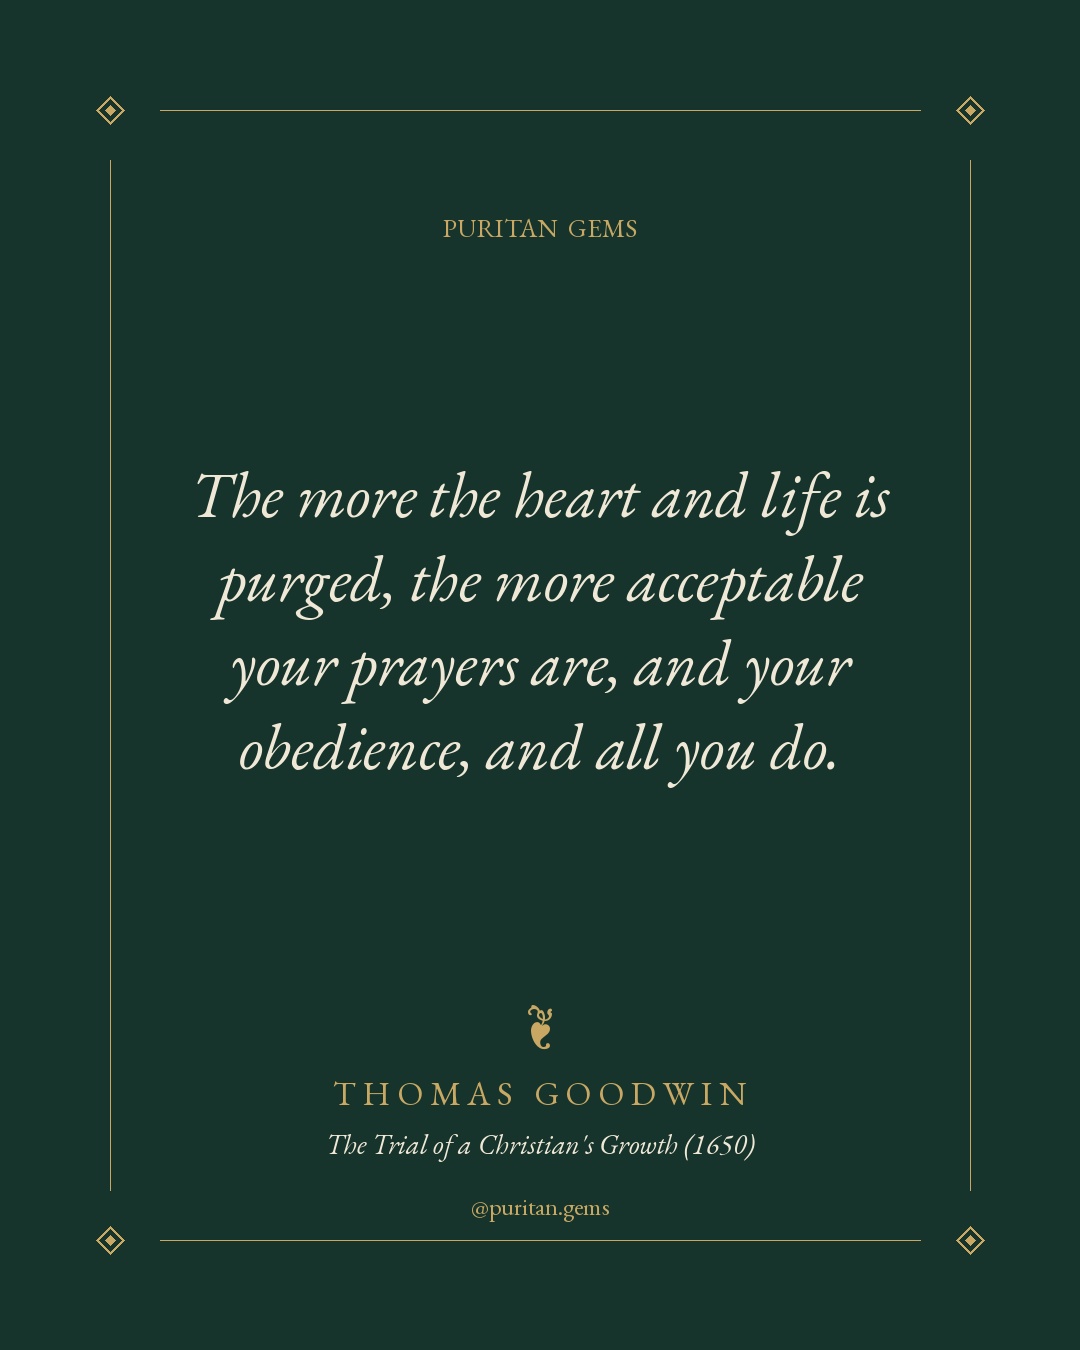 PURITAN GEMS
The more the heart and life is
purged, the more acceptable
your prayers are, and your
obedience, and all you do.
THOMAS GOODWIN
The Trial of a Christian's Growth (1650)
@puritan.gems